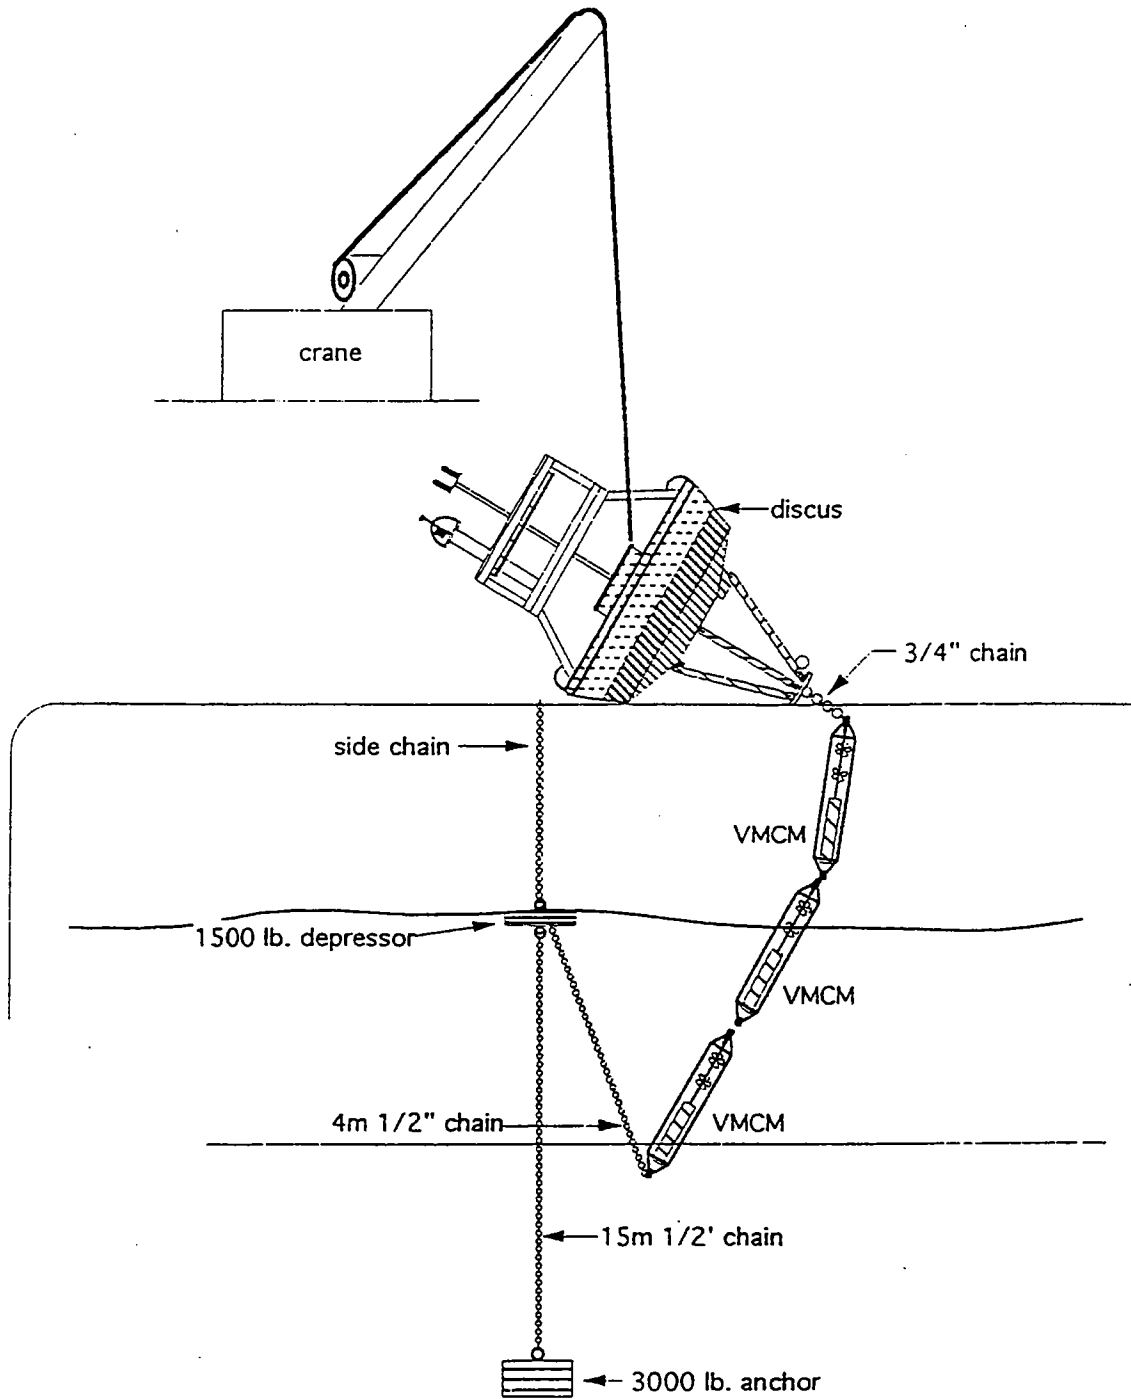 crane
discus
3/4" chain
side chain
VMCM
1500 lb. depressor
VMCM
4m 1/2" chain
VMCM
15m 1/2' chain
3000 lb. anchor